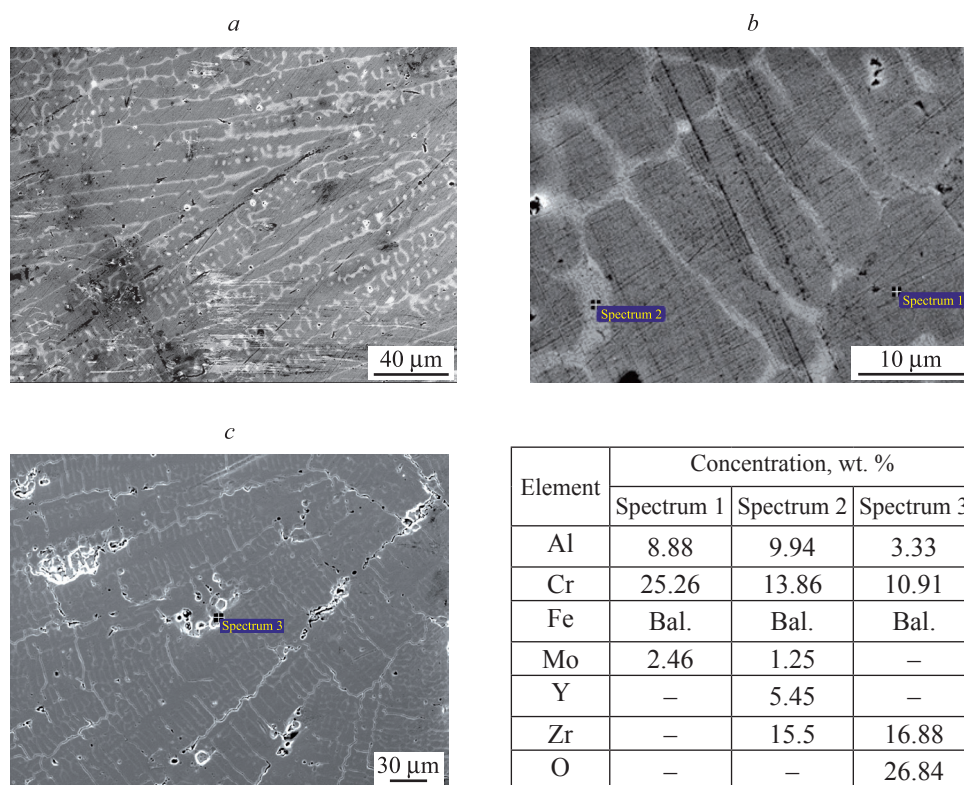 a
b
40 μm
Spectrum 2
Spectrum 1
10 μm
c
Spectrum 3
30 μm
Element
Concentration, wt. %
Spectrum 1 Spectrum 2 Spectrum 3
Al 8.88 9.94 3.33
Cr 25.26 13.86 10.91
Fe Bal. Bal. Bal.
Mo 2.46 1.25 –
Y – 5.45 –
Zr – 15.5 16.88
O – – 26.84